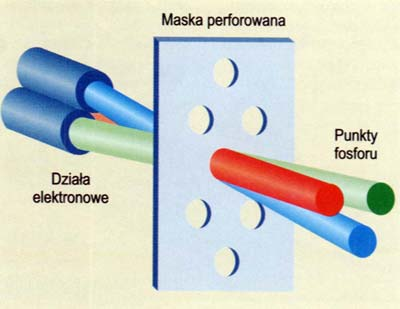 Maska perforowana
Punkty
fosforu
Działa
elektronowe